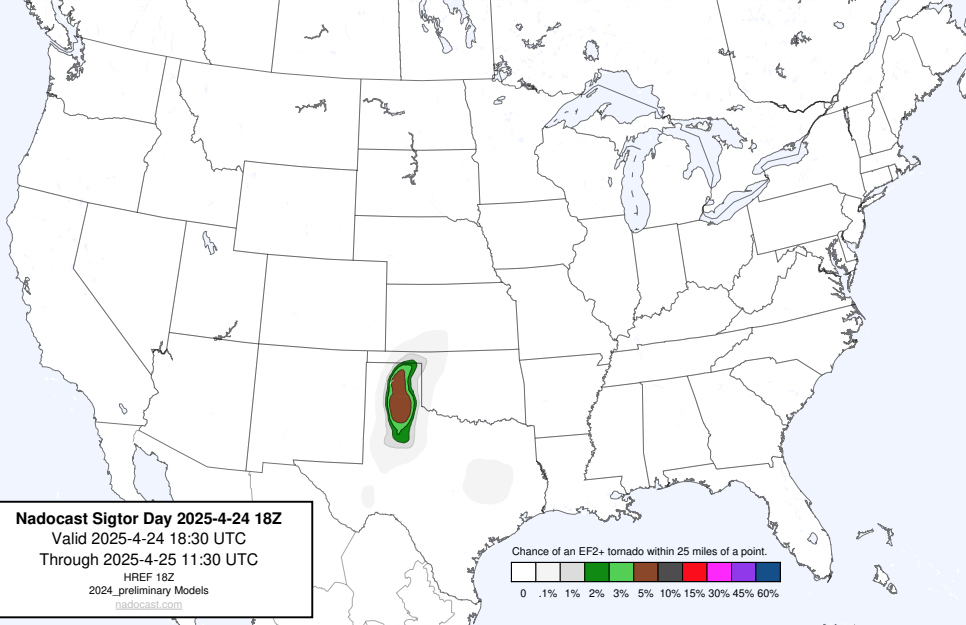 Nadocast Sigtor Day 2025-4-24 18Z
Valid 2025-4-24 18:30 UTC
Through 2025-4-25 11:30 UTC
HREF 18Z
2024_preliminary Models
nadocast.com
Chance of an EF2+ tornado within 25 miles of a point.
0 .1% 1% 2% 3% 5% 10% 15% 30% 45% 60%